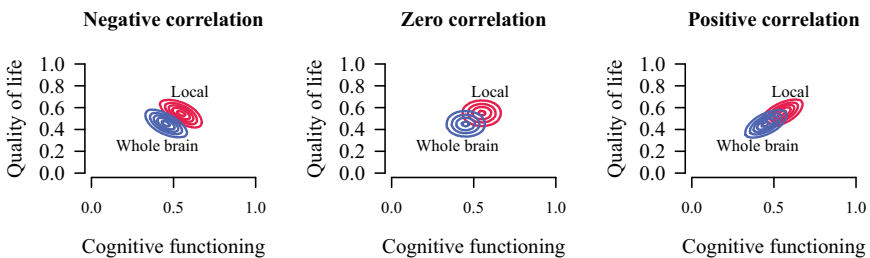 Negative correlation
Quality of life
1.0
0.8
0.6
0.4
0.2
0.0
Local
Whole brain
0.0 0.5 1.0
Cognitive functioning
Zero correlation
Quality of life
1.0
0.8
0.6
0.4
0.2
0.0
Local
Whole brain
0.0 0.5 1.0
Cognitive functioning
Positive correlation
Quality of life
1.0
0.8
0.6
0.4
0.2
0.0
Local
Whole brain
0.0 0.5 1.0
Cognitive functioning